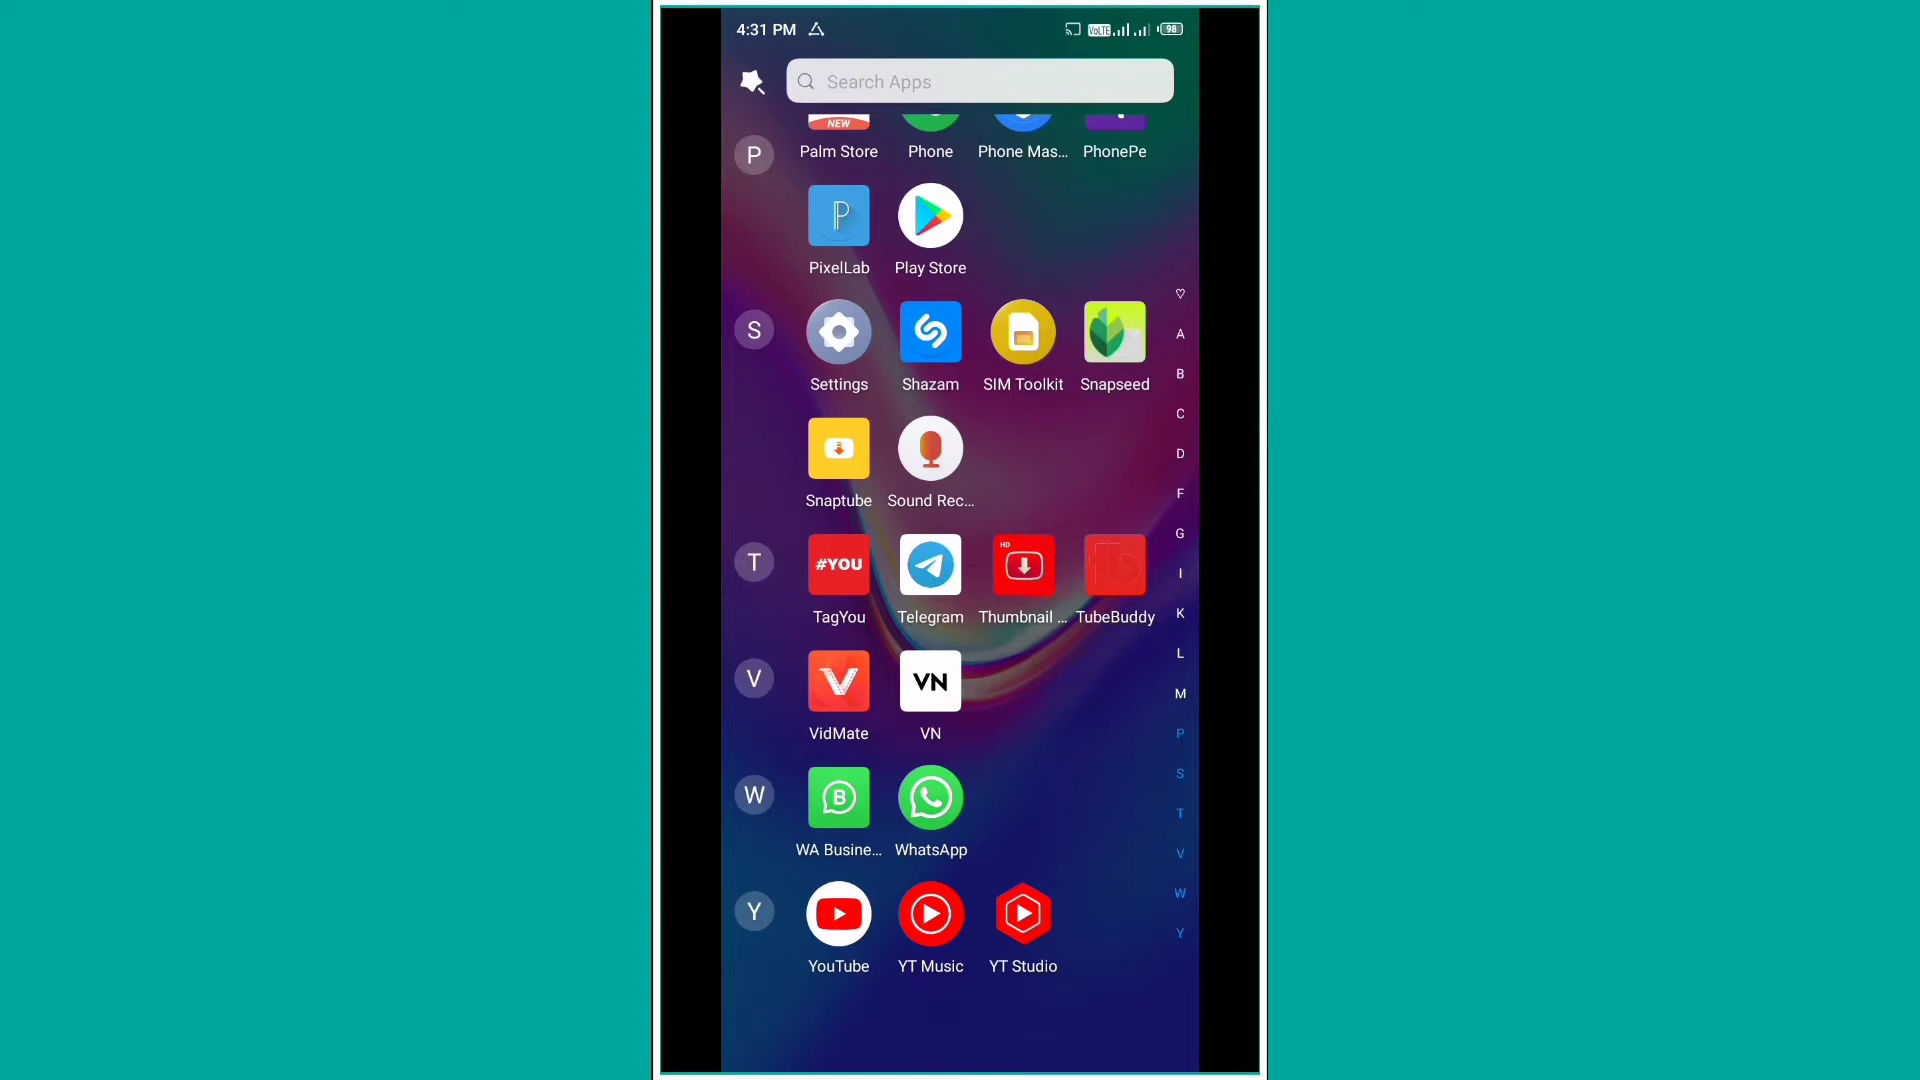 4:31 PM VoLTE 98
Search Apps
NEW
P Palm Store Phone Phone Mas... PhonePe
P
PixelLab Play Store
♡
A
S Settings Shazam SIM Toolkit Snapseed
B
C
D
Snaptube Sound Rec...
F
G
#YOU HD
T
I
TagYou Telegram Thumbnail ... TubeBuddy
K
L
V VN
M
VidMate VN
P
S
W B
T
WA Busine... WhatsApp
V
W
Y
Y
YouTube YT Music YT Studio